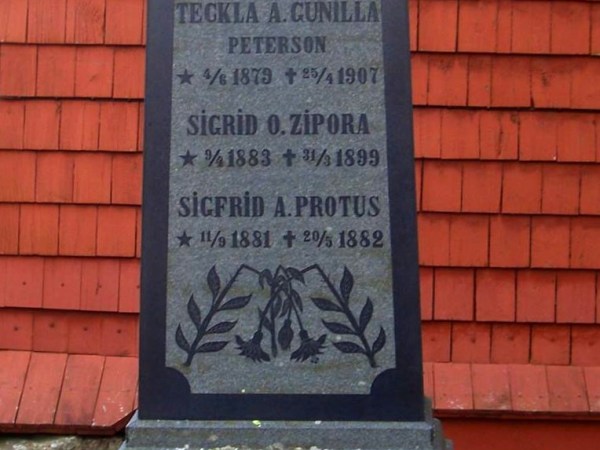 TECKLA A. GUNILLA
PETERSON
★ 4/6 1879 ✝ 25/4 1907
SIGRID O. ZIPORA
★ 9/4 1883 ✝ 31/3 1899
SIGFRID A. PROTUS
★ 11/9 1881 ✝ 20/5 1882